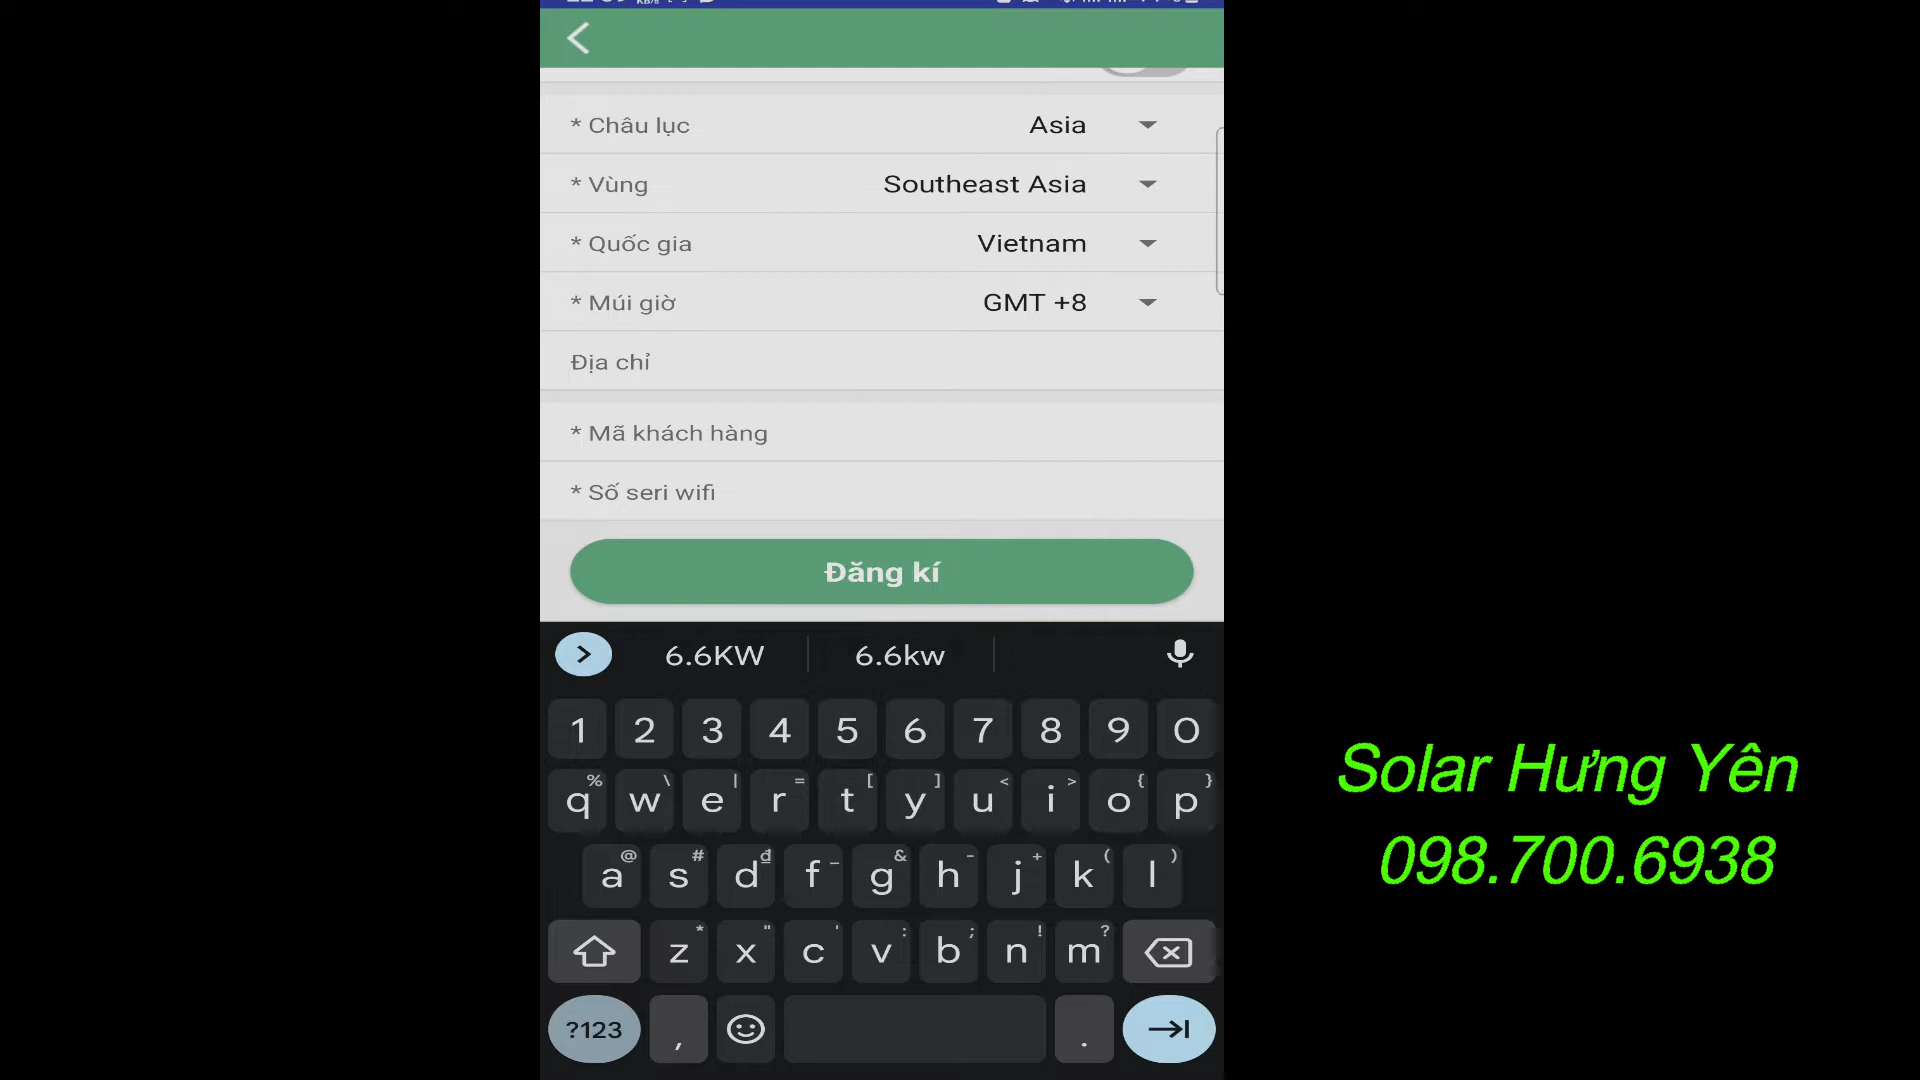 * Châu lục Asia
* Vùng Southeast Asia
* Quốc gia Vietnam
* Múi giờ GMT +8
Địa chỉ
* Mã khách hàng
* Số seri wifi
Đăng kí
> 6.6KW 6.6kw
1 2 3 4 5 6 7 8 9 0
% \ | = [ ] < > { }
q w e r t y u i o p
@ # đ _ & - + ( )
a s d f g h j k l
* " ' : ; ! ?
z x c v b n m
?123 , .
Solar Hưng Yên
098.700.6938